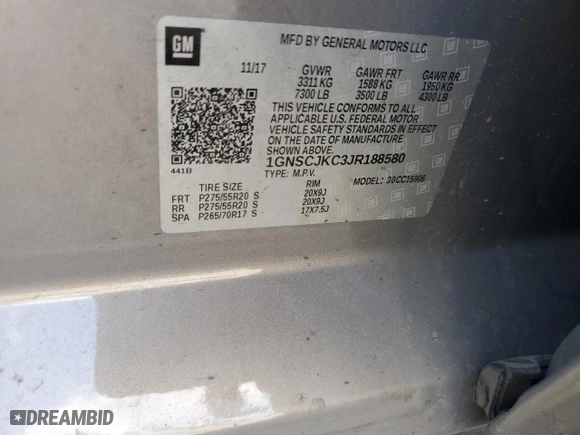 GM
MFD BY GENERAL MOTORS LLC
11/17 GVWR GAWR FRT GAWR RR
3311 KG 1588 KG 1950 KG
7300 LB 3500 LB 4300 LB
THIS VEHICLE CONFORMS TO ALL
APPLICABLE U.S. FEDERAL MOTOR
VEHICLE SAFETY STANDARDS IN EFFECT
ON THE DATE OF MANUFACTURE SHOWN ABOVE.
1GNSCJKC3JR188580
441B TYPE: M.P.V. MODEL: 30CC15906
TIRE SIZE RIM
FRT P275/55R20 S 20X9J
RR P275/55R20 S 20X9J
SPA P265/70R17 S 17X7.5J
DREAMBID